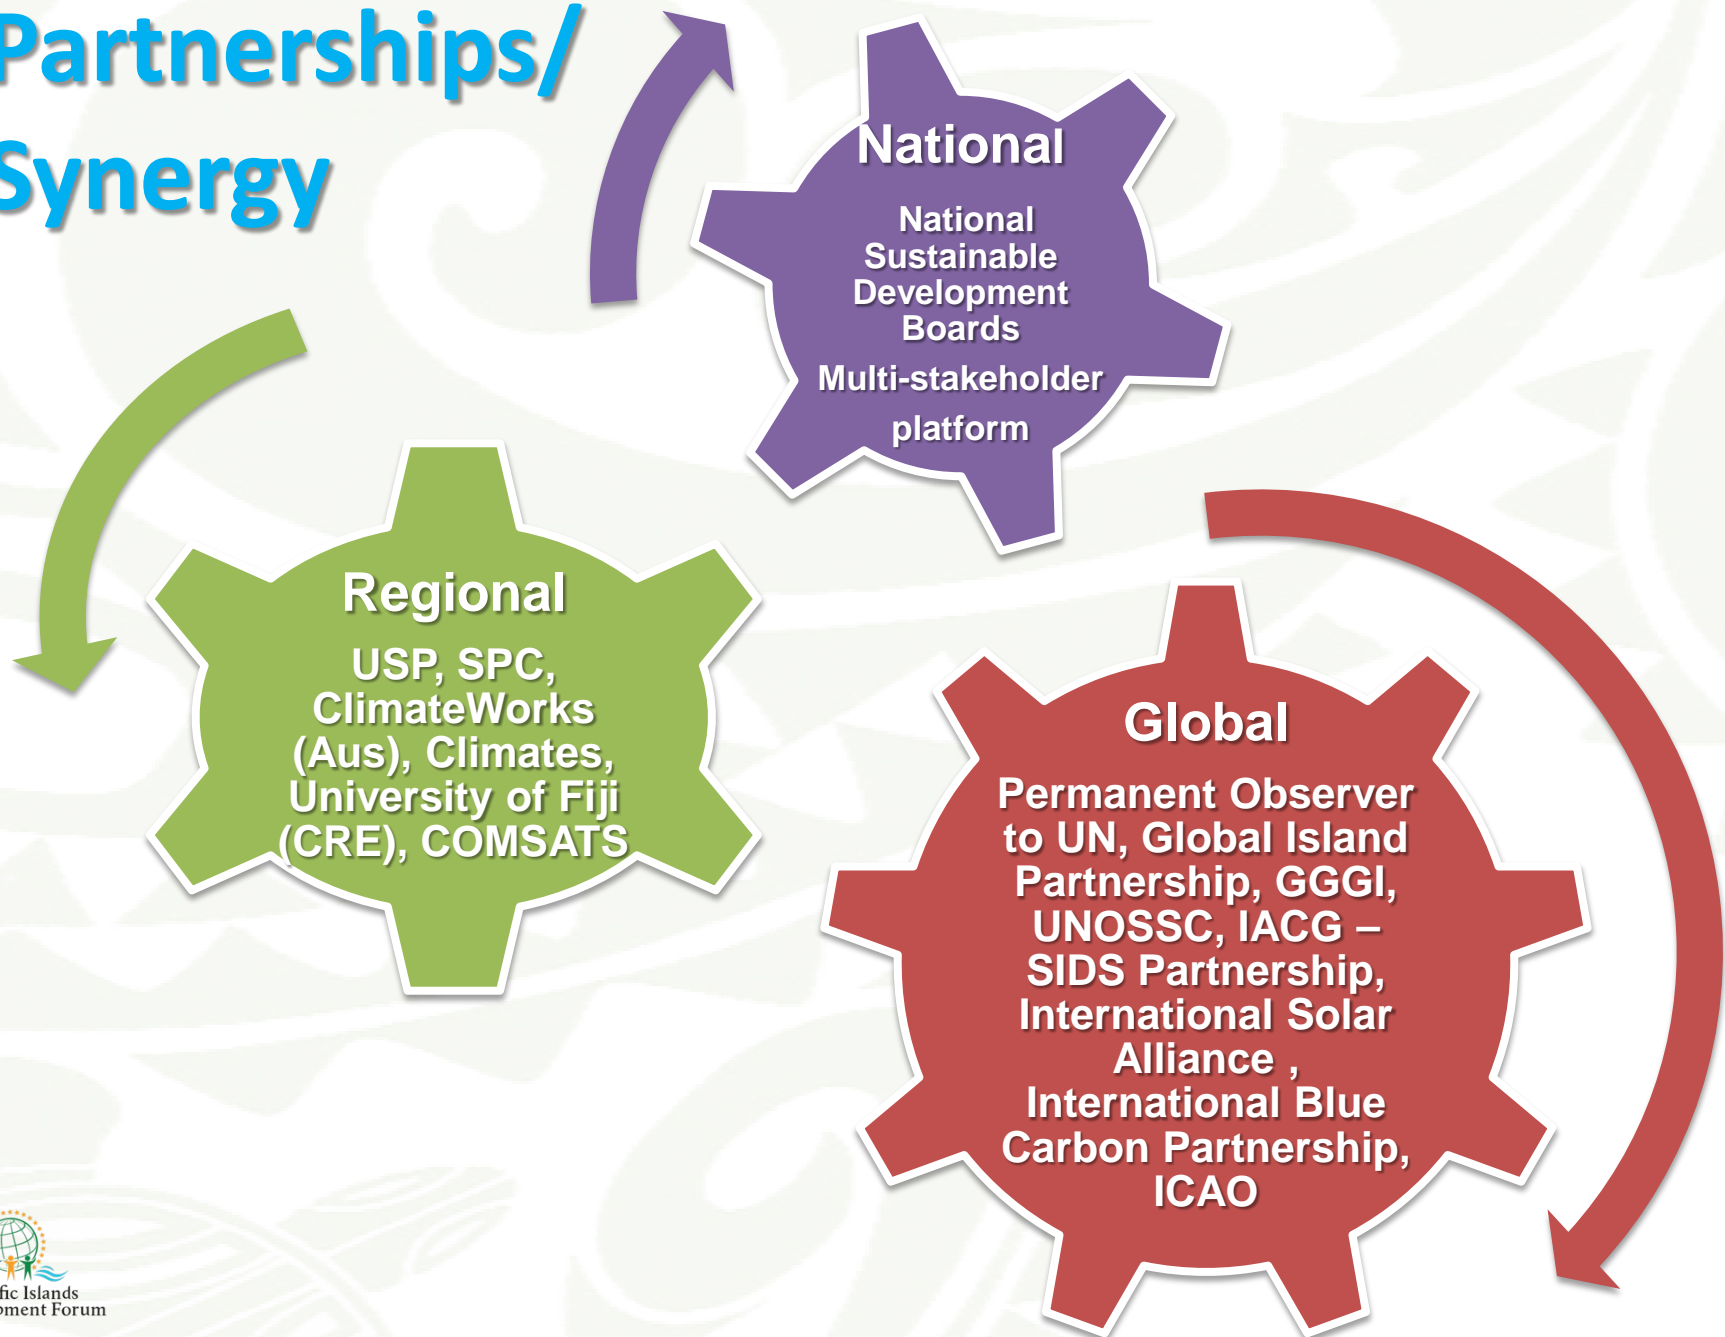 Partnerships/
Synergy
National
National
Sustainable
Development
Boards
Multi-stakeholder
platform
Regional
USP, SPC,
ClimateWorks
(Aus), Climates,
University of Fiji
(CRE), COMSATS
Global
Permanent Observer
to UN, Global Island
Partnership, GGGI,
UNOSSC, IACG –
SIDS Partnership,
International Solar
Alliance ,
International Blue
Carbon Partnership,
ICAO
fic Islands
pment Forum